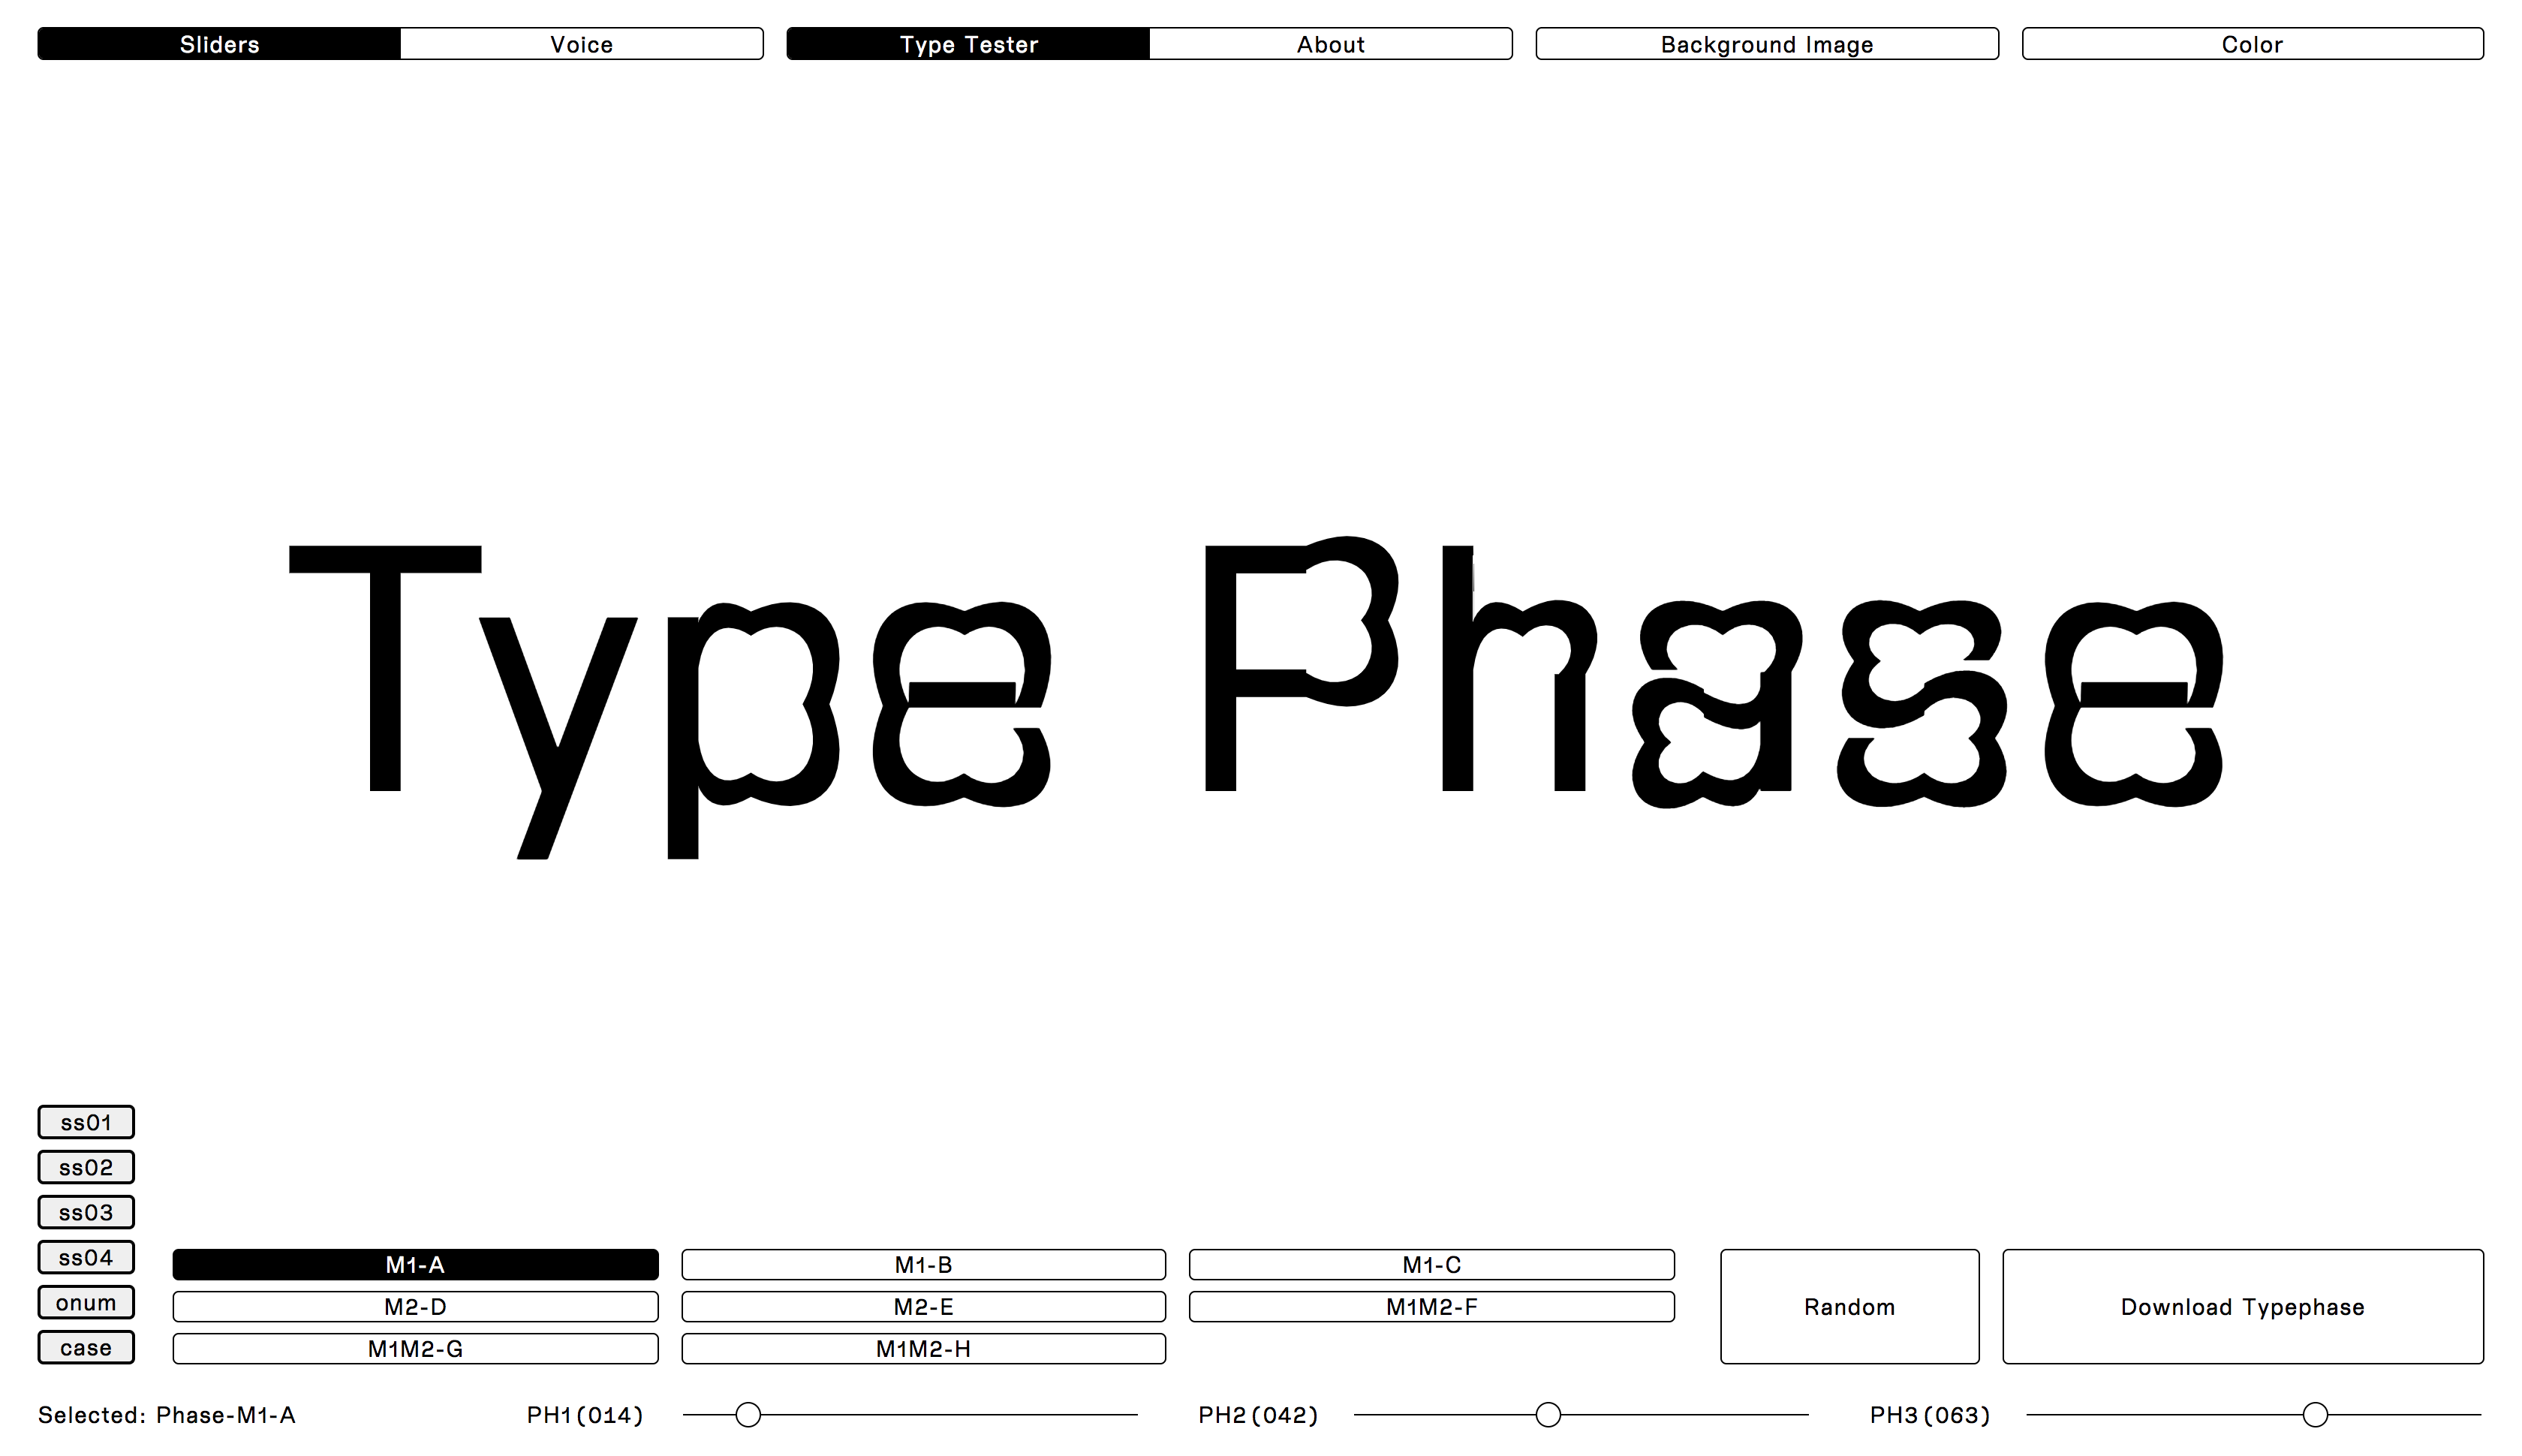 Sliders Voice Type Tester About Background Image Color
Type Phase
ss01
ss02
ss03
ss04
onum
case
M1-A M1-B M1-C
M2-D M2-E M1M2-F
M1M2-G M1M2-H
Random
Download Typephase
Selected: Phase-M1-A PH1(014) PH2(042) PH3(063)